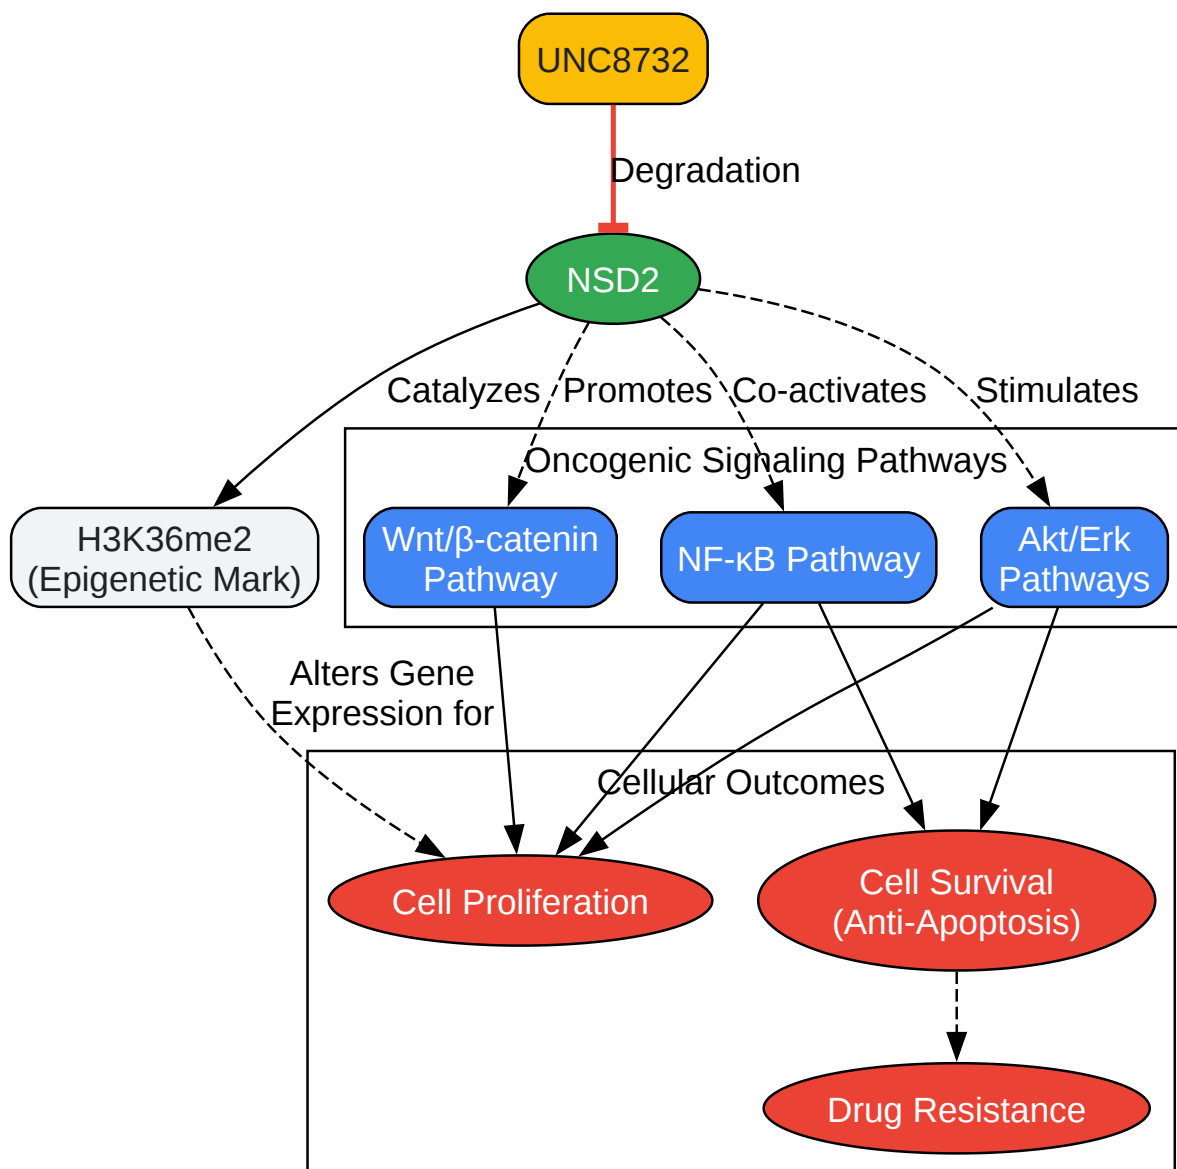 UNC8732
Degradation
NSD2
Catalyzes
Promotes
Co-activates
Stimulates
Oncogenic Signaling Pathways
H3K36me2
(Epigenetic Mark)
Wnt/β-catenin
Pathway
NF-κB Pathway
Akt/Erk
Pathways
Alters Gene
Expression for
Cellular Outcomes
Cell Proliferation
Cell Survival
(Anti-Apoptosis)
Drug Resistance